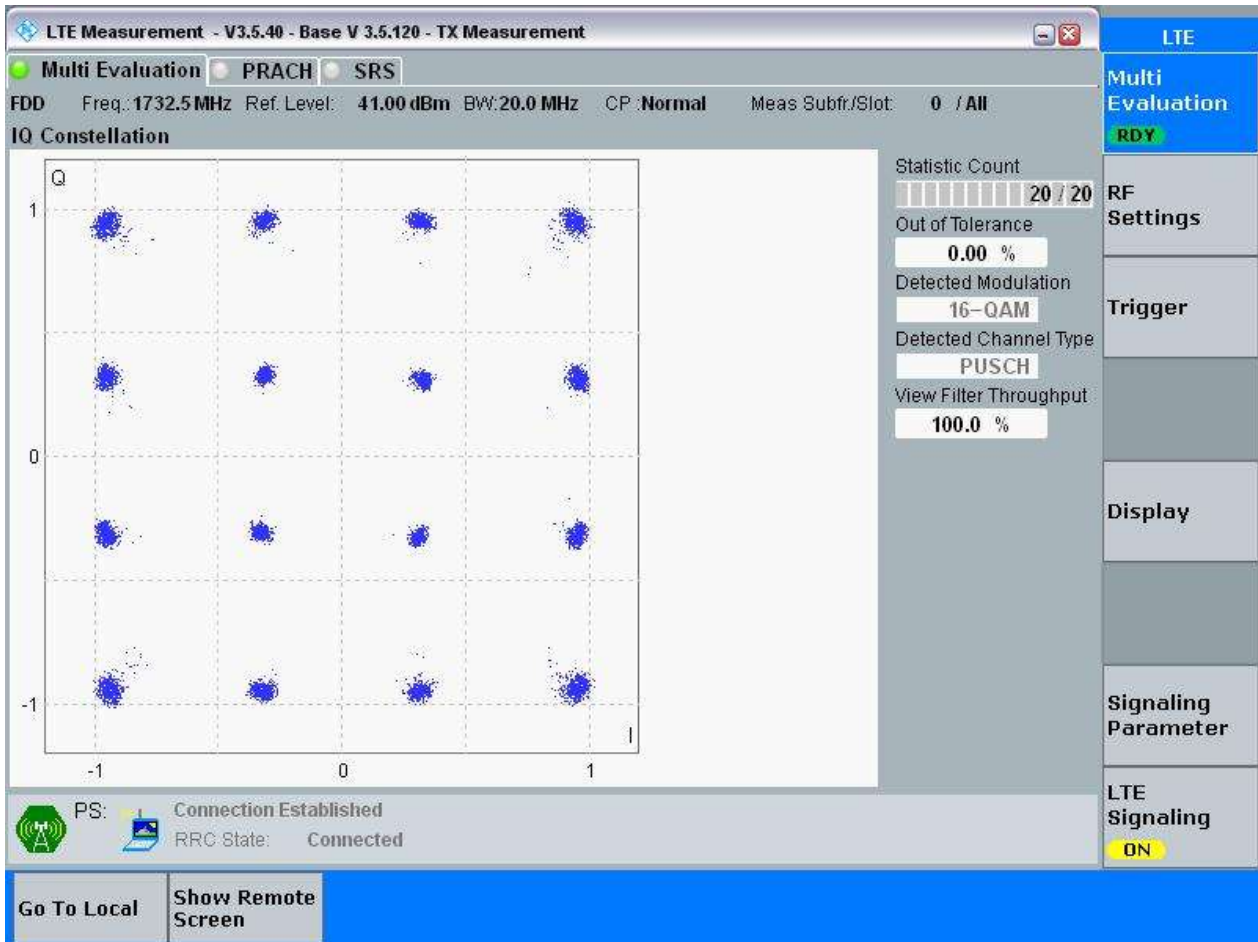 LTE Measurement - V3.5.40 - Base V 3.5.120 - TX Measurement
LTE
Multi Evaluation PRACH SRS
Multi
Evaluation
RDY
FDD Freq.:1732.5 MHz Ref. Level: 41.00 dBm BW:20.0 MHz CP :Normal Meas Subfr./Slot: 0 / All
IQ Constellation
Q
1
0
-1
-1 0 1
I
Statistic Count
20 / 20
Out of Tolerance
0.00 %
Detected Modulation
16-QAM
Detected Channel Type
PUSCH
View Filter Throughput
100.0 %
RF
Settings
Trigger
Display
Signaling
Parameter
LTE
Signaling
ON
PS: Connection Established
RRC State: Connected
Go To Local
Show Remote
Screen